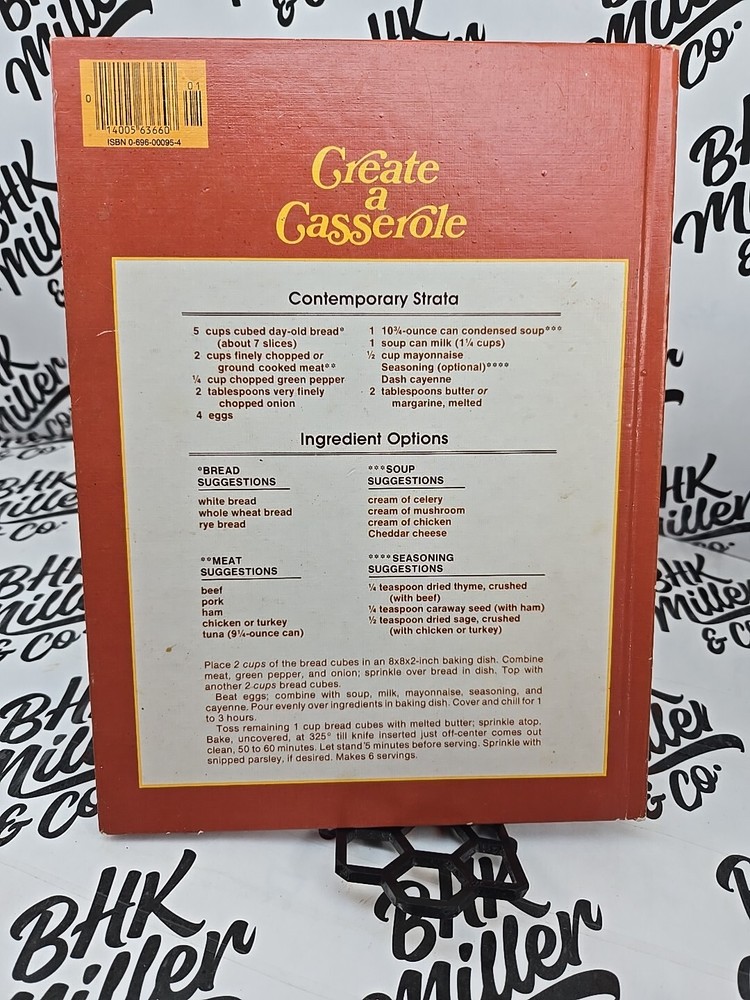 0
01
14005 63660
ISBN 0-696-00095-4
Create
a
Casserole
Contemporary Strata
5 cups cubed day-old bread*
(about 7 slices)
2 cups finely chopped or
ground cooked meat**
¼ cup chopped green pepper
2 tablespoons very finely
chopped onion
4 eggs
1 10¾-ounce can condensed soup***
1 soup can milk (1¼ cups)
½ cup mayonnaise
Seasoning (optional)****
Dash cayenne
2 tablespoons butter or
margarine, melted
Ingredient Options
*BREAD
SUGGESTIONS
white bread
whole wheat bread
rye bread
***SOUP
SUGGESTIONS
cream of celery
cream of mushroom
cream of chicken
Cheddar cheese
**MEAT
SUGGESTIONS
beef
pork
ham
chicken or turkey
tuna (9¼-ounce can)
****SEASONING
SUGGESTIONS
¼ teaspoon dried thyme, crushed
(with beef)
¼ teaspoon caraway seed (with ham)
½ teaspoon dried sage, crushed
(with chicken or turkey)
Place 2 cups of the bread cubes in an 8x8x2-inch baking dish. Combine
meat, green pepper, and onion; sprinkle over bread in dish. Top with
another 2 cups bread cubes.
Beat eggs; combine with soup, milk, mayonnaise, seasoning, and
cayenne. Pour evenly over ingredients in baking dish. Cover and chill for 1
to 3 hours.
Toss remaining 1 cup bread cubes with melted butter; sprinkle atop.
Bake, uncovered, at 325° till knife inserted just off-center comes out
clean, 50 to 60 minutes. Let stand 5 minutes before serving. Sprinkle with
snipped parsley, if desired. Makes 6 servings.
BHK
Miller
& Co.